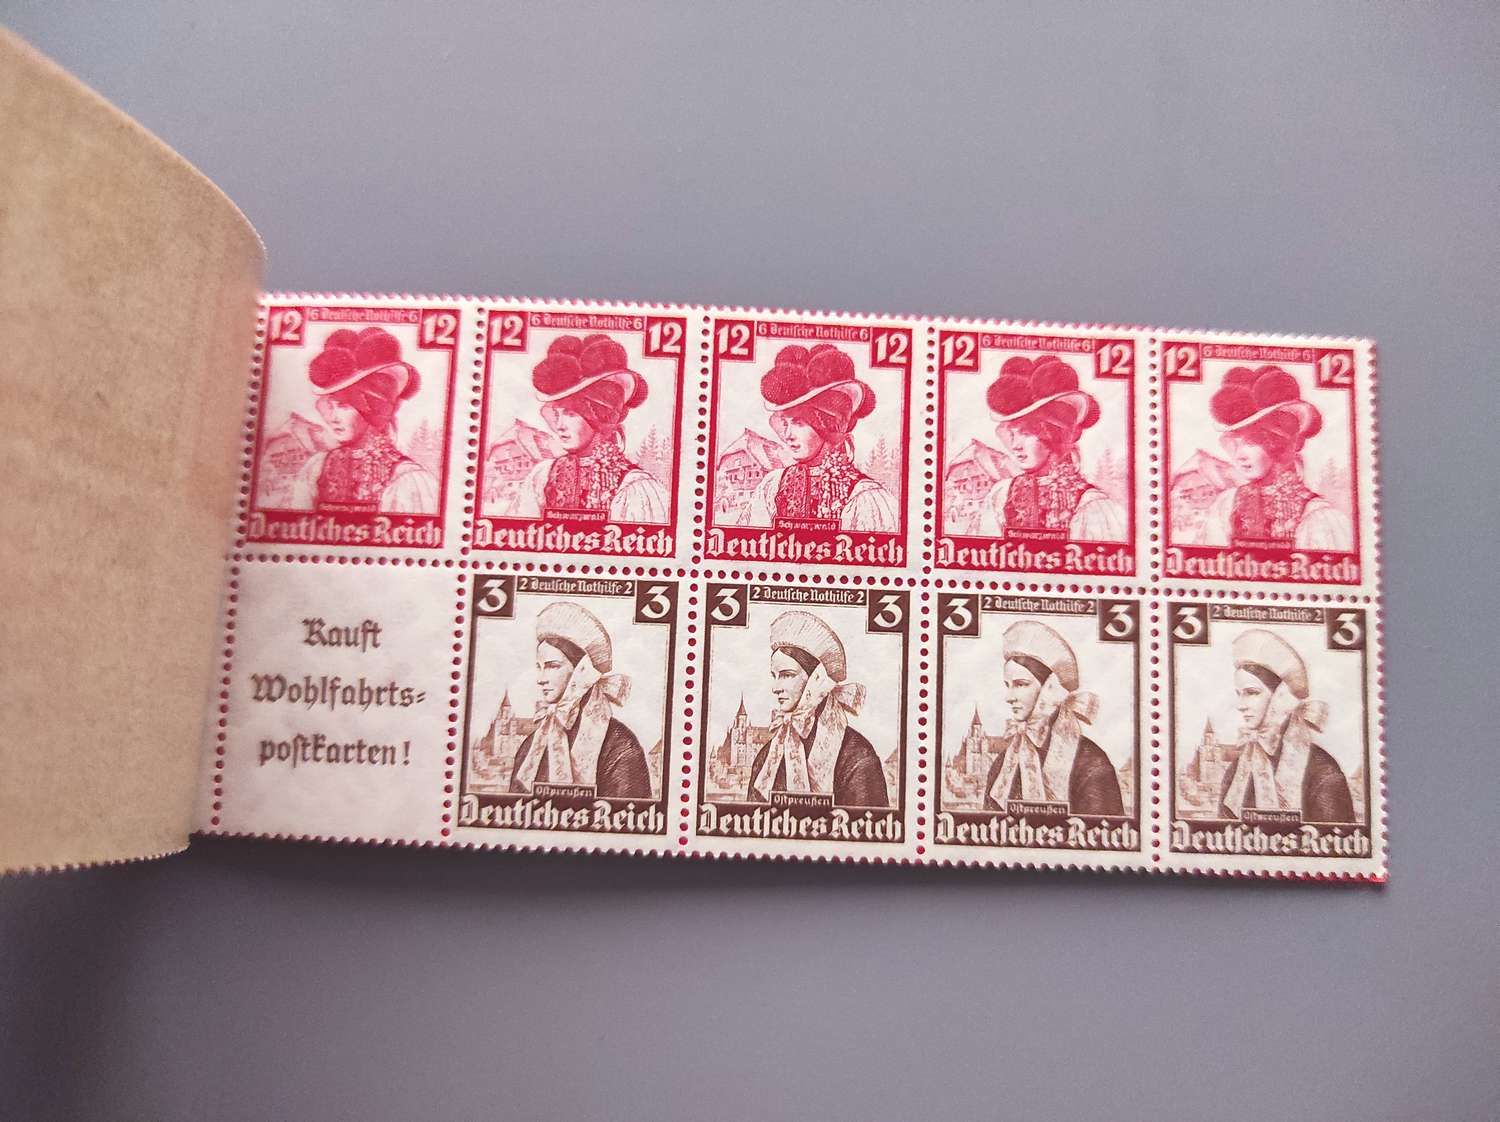 12 6 Deutsche Nothilfe 6 12
Schwarzwald
Deutsches Reich
12 6 Deutsche Nothilfe 6 12
Schwarzwald
Deutsches Reich
12 6 Deutsche Nothilfe 6 12
Schwarzwald
Deutsches Reich
12 6 Deutsche Nothilfe 6 12
Schwarzwald
Deutsches Reich
12 6 Deutsche Nothilfe 6 12
Deutsches Reich
Kauft
Wohlfahrts-
postkarten!
3 2 Deutsche Nothilfe 2 3
Ostpreußen
Deutsches Reich
3 2 Deutsche Nothilfe 2 3
Ostpreußen
Deutsches Reich
3 2 Deutsche Nothilfe 2 3
Ostpreußen
Deutsches Reich
3 2 Deutsche Nothilfe 2 3
Ostpreußen
Deutsches Reich